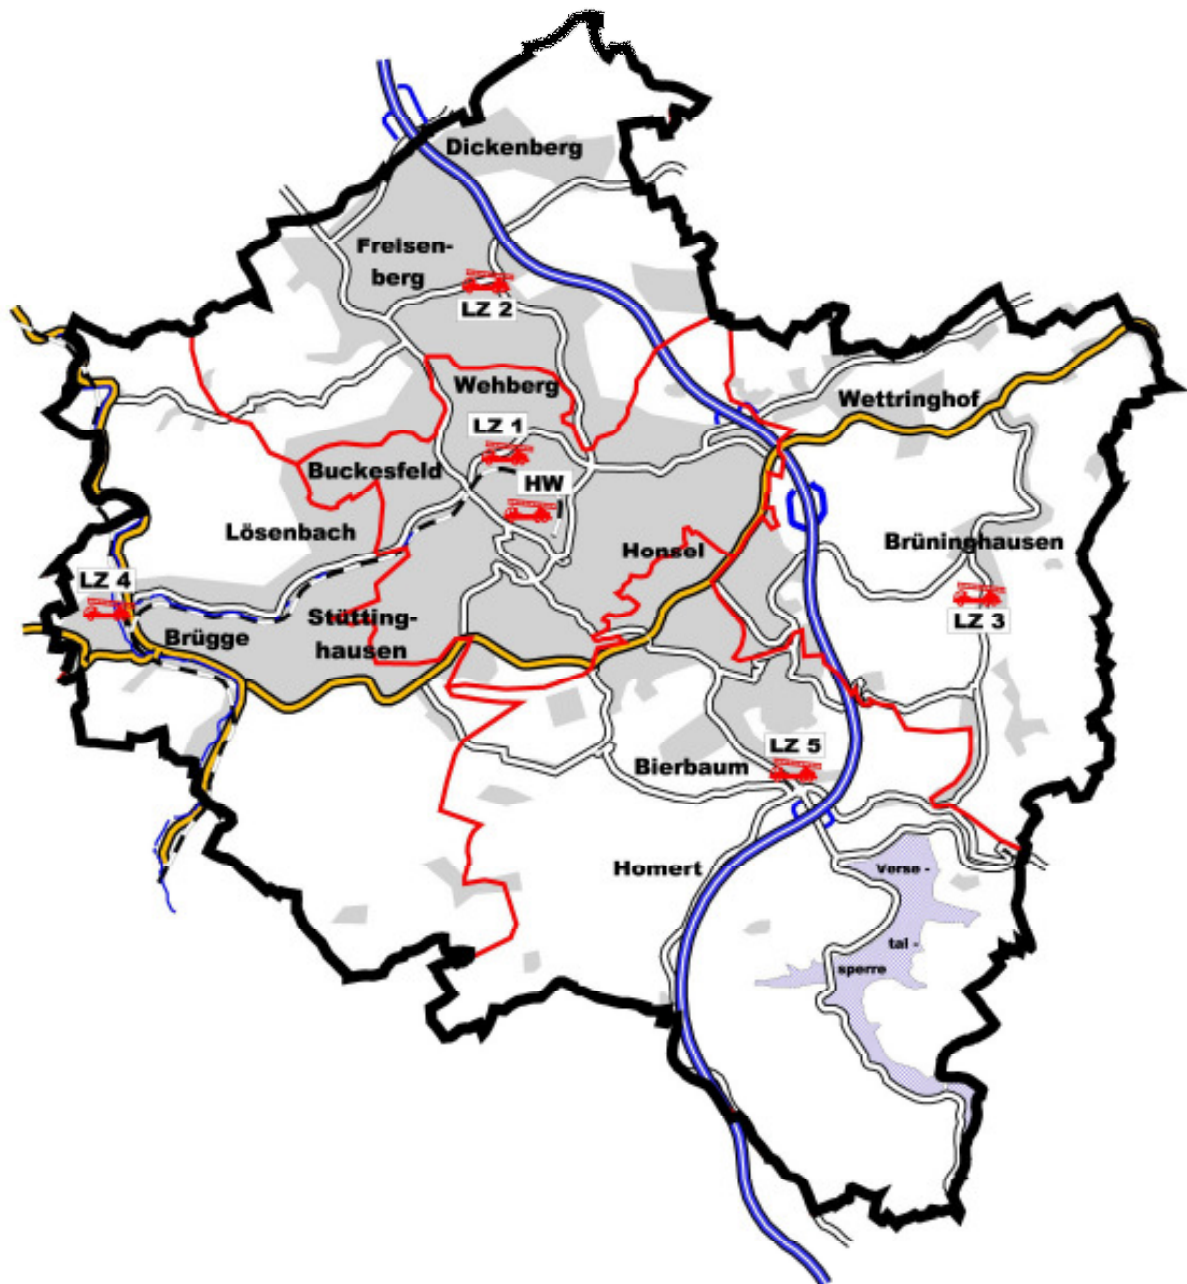 Dickenberg
Freisen-
berg
LZ 2
Wehberg
Wettringhof
LZ 1
Buckesfeld
HW
Lösenbach
Honsel
Brüninghausen
LZ 4
Stütting-
hausen
Brügge
LZ 3
LZ 5
Bierbaum
Homert
Verse -
tal -
sperre